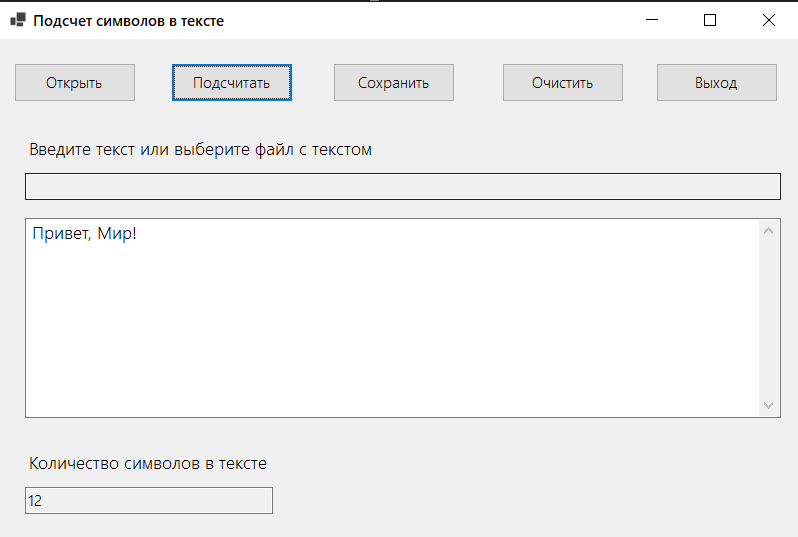 Подсчет символов в тексте
Открыть
Подсчитать
Сохранить
Очистить
Выход
Введите текст или выберите файл с текстом
Привет, Мир!
Количество символов в тексте
12